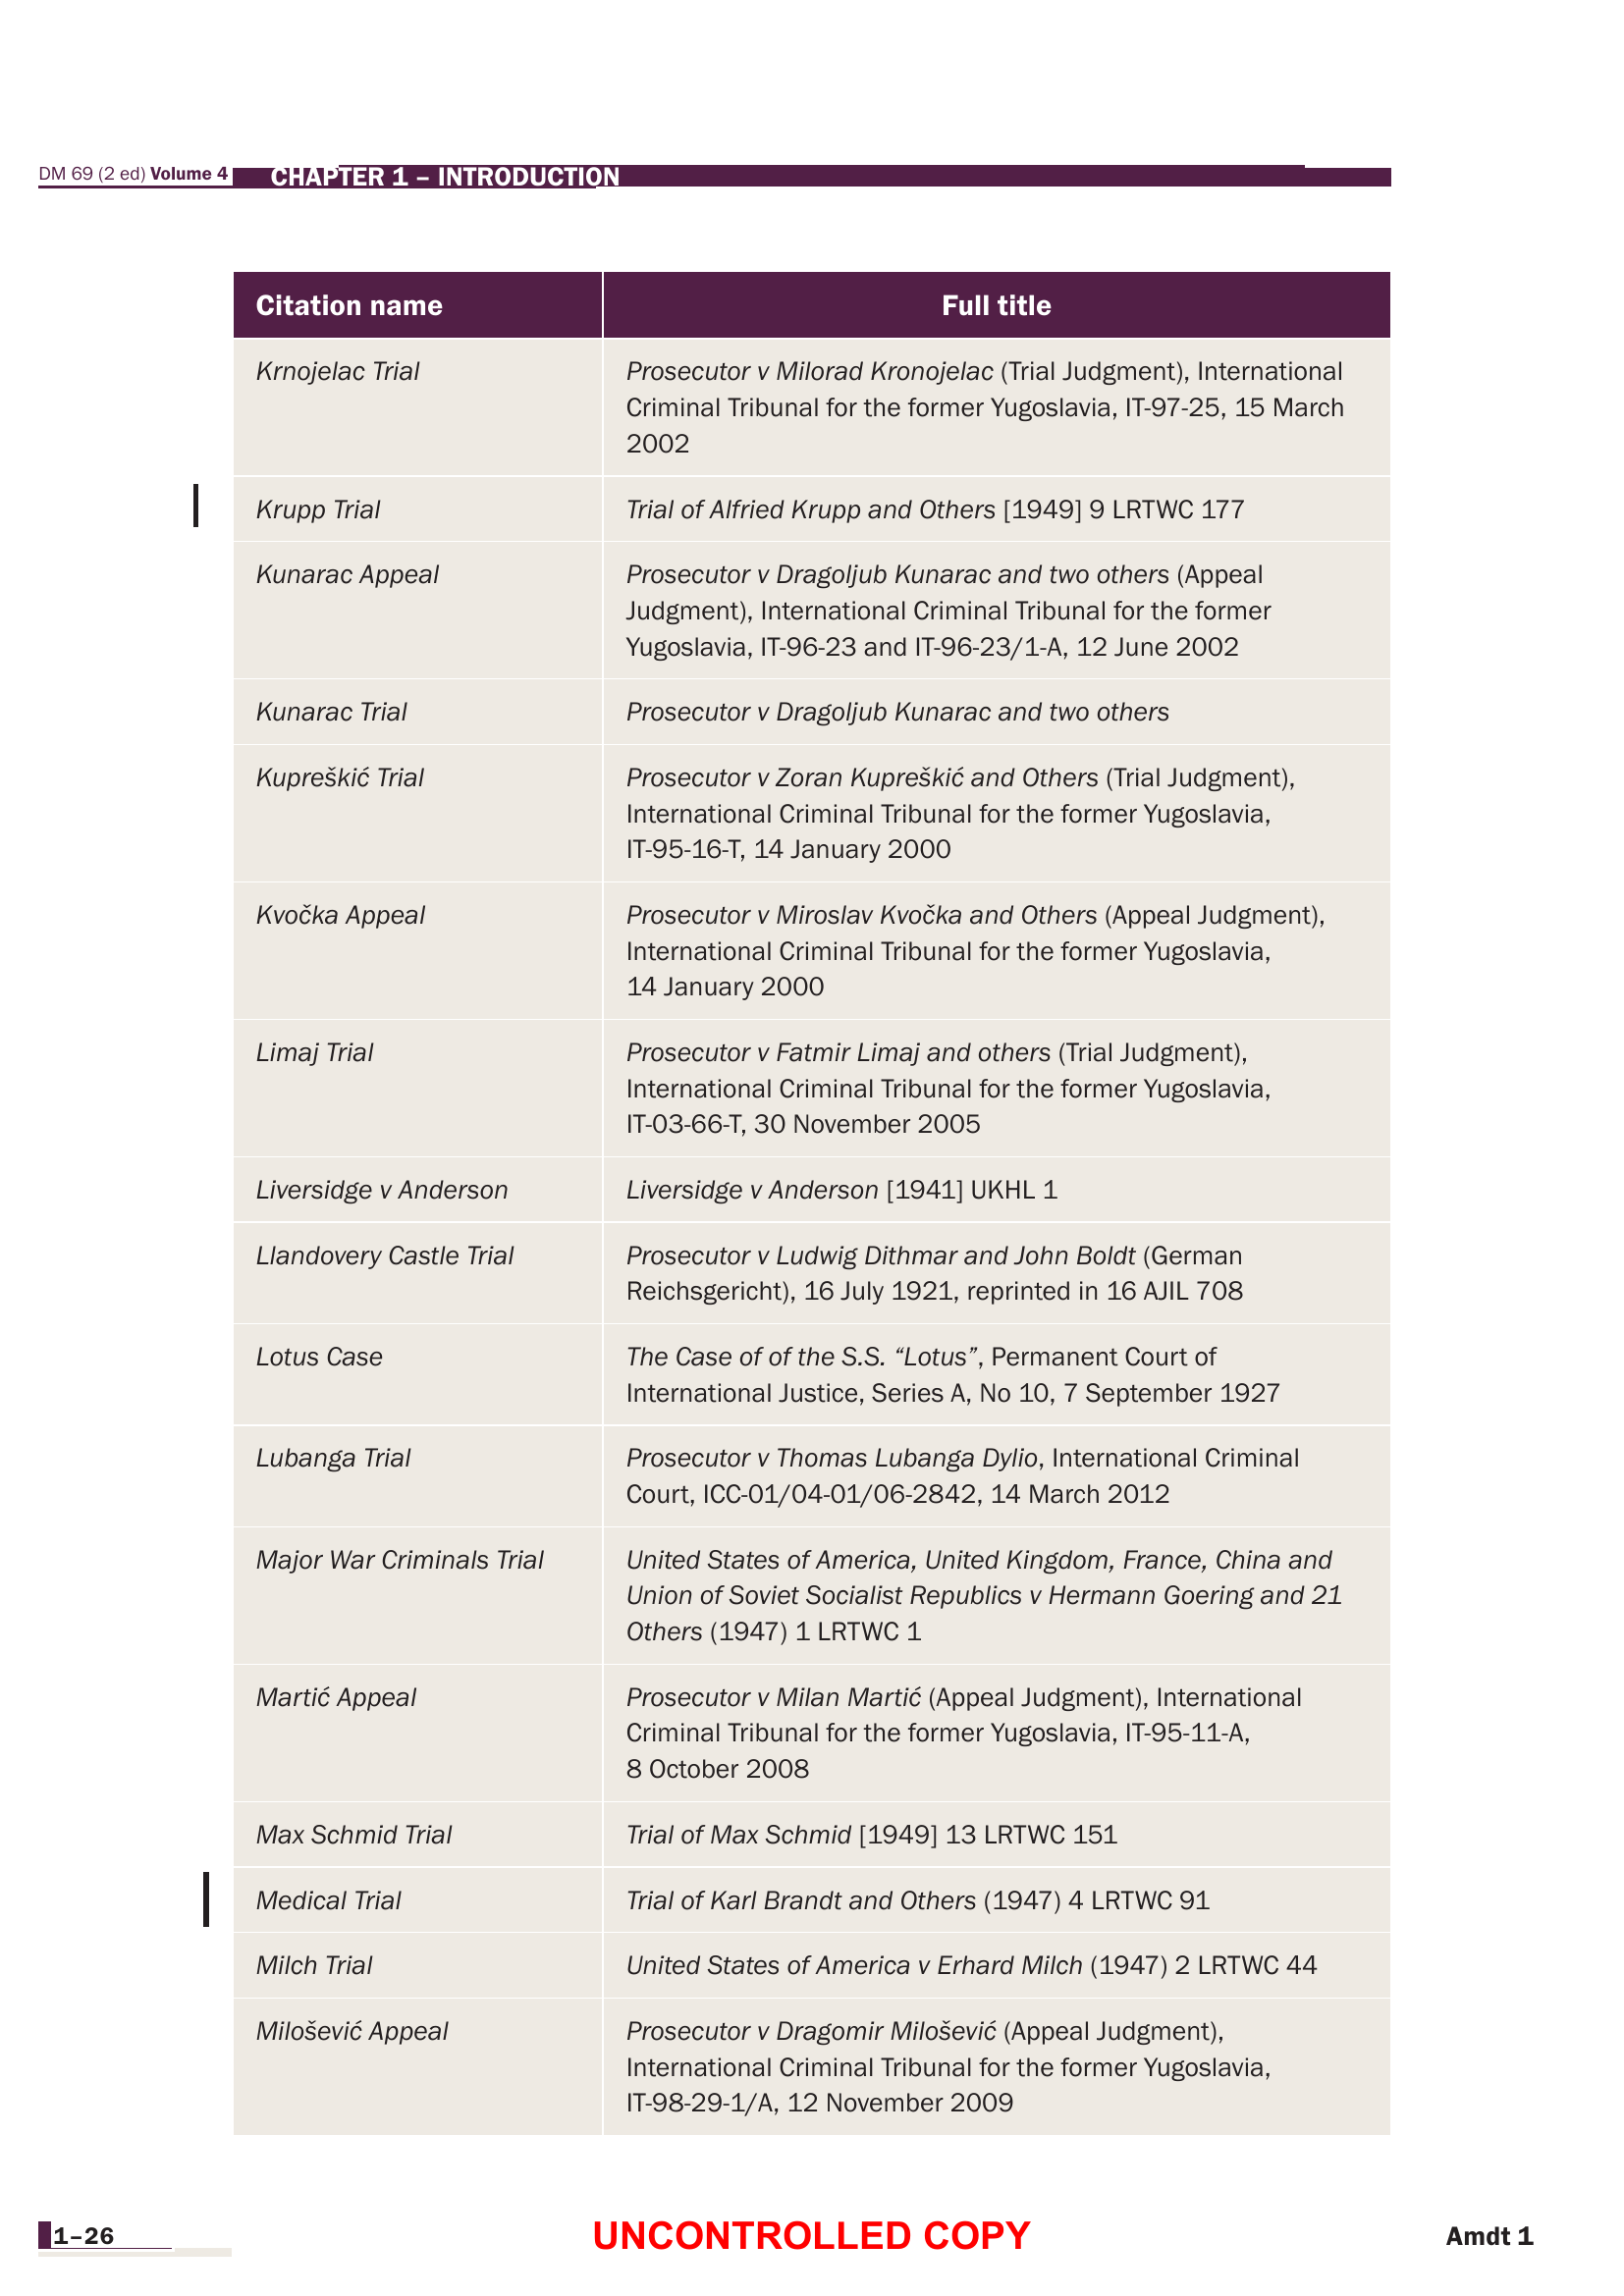 DM 69 (2 ed) Volume 4 CHAPTER 1 – INTRODUCTION
Citation name Full title
Krnojelac Trial Prosecutor v Milorad Kronojelac (Trial Judgment), International
Criminal Tribunal for the former Yugoslavia, IT-97-25, 15 March
2002
Krupp Trial Trial of Alfried Krupp and Others [1949] 9 LRTWC 177
Kunarac Appeal Prosecutor v Dragoljub Kunarac and two others (Appeal
Judgment), International Criminal Tribunal for the former
Yugoslavia, IT-96-23 and IT-96-23/1-A, 12 June 2002
Kunarac Trial Prosecutor v Dragoljub Kunarac and two others
Kupreškić Trial Prosecutor v Zoran Kupreškić and Others (Trial Judgment),
International Criminal Tribunal for the former Yugoslavia,
IT-95-16-T, 14 January 2000
Kvočka Appeal Prosecutor v Miroslav Kvočka and Others (Appeal Judgment),
International Criminal Tribunal for the former Yugoslavia,
14 January 2000
Limaj Trial Prosecutor v Fatmir Limaj and others (Trial Judgment),
International Criminal Tribunal for the former Yugoslavia,
IT-03-66-T, 30 November 2005
Liversidge v Anderson Liversidge v Anderson [1941] UKHL 1
Llandovery Castle Trial Prosecutor v Ludwig Dithmar and John Boldt (German
Reichsgericht), 16 July 1921, reprinted in 16 AJIL 708
Lotus Case The Case of of the S.S. “Lotus”, Permanent Court of
International Justice, Series A, No 10, 7 September 1927
Lubanga Trial Prosecutor v Thomas Lubanga Dylio, International Criminal
Court, ICC-01/04-01/06-2842, 14 March 2012
Major War Criminals Trial United States of America, United Kingdom, France, China and
Union of Soviet Socialist Republics v Hermann Goering and 21
Others (1947) 1 LRTWC 1
Martić Appeal Prosecutor v Milan Martić (Appeal Judgment), International
Criminal Tribunal for the former Yugoslavia, IT-95-11-A,
8 October 2008
Max Schmid Trial Trial of Max Schmid [1949] 13 LRTWC 151
Medical Trial Trial of Karl Brandt and Others (1947) 4 LRTWC 91
Milch Trial United States of America v Erhard Milch (1947) 2 LRTWC 44
Milošević Appeal Prosecutor v Dragomir Milošević (Appeal Judgment),
International Criminal Tribunal for the former Yugoslavia,
IT-98-29-1/A, 12 November 2009
1–26 UNCONTROLLED COPY Amdt 1